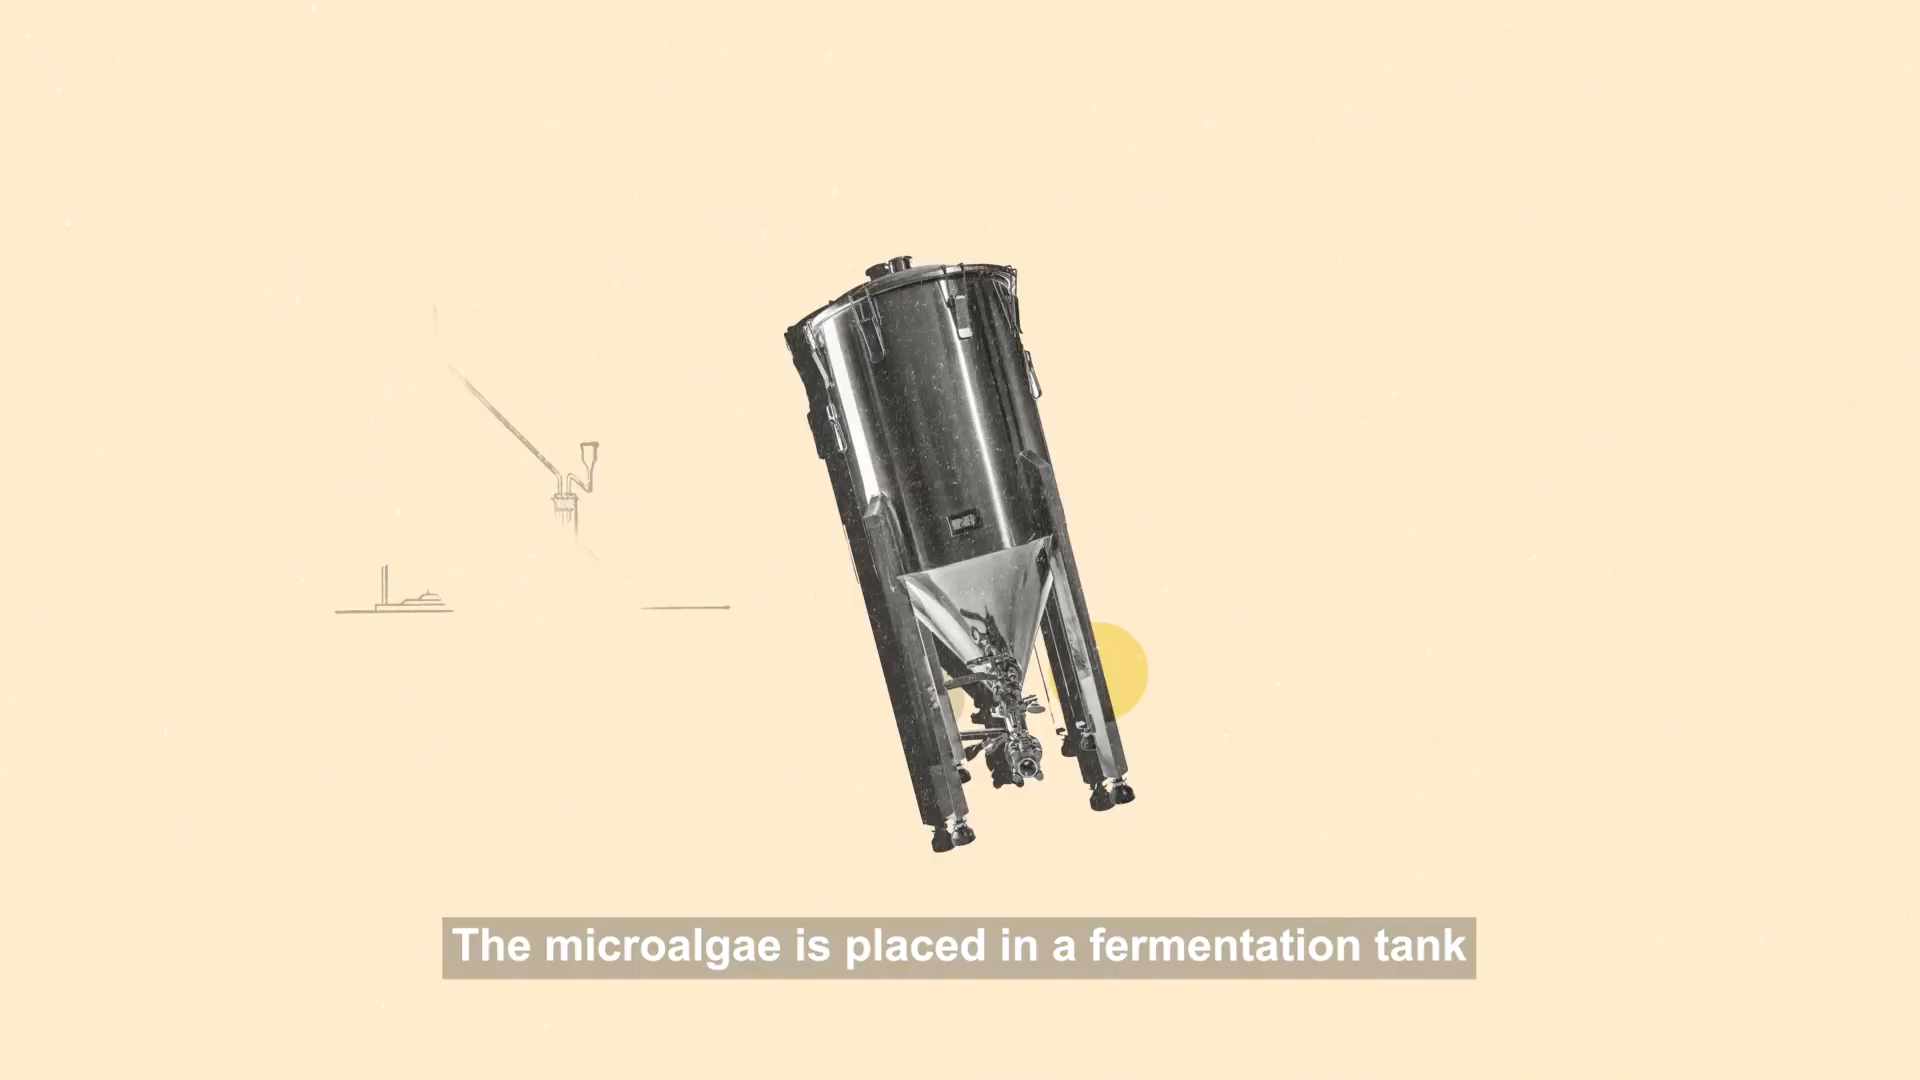 The microalgae is placed in a fermentation tank